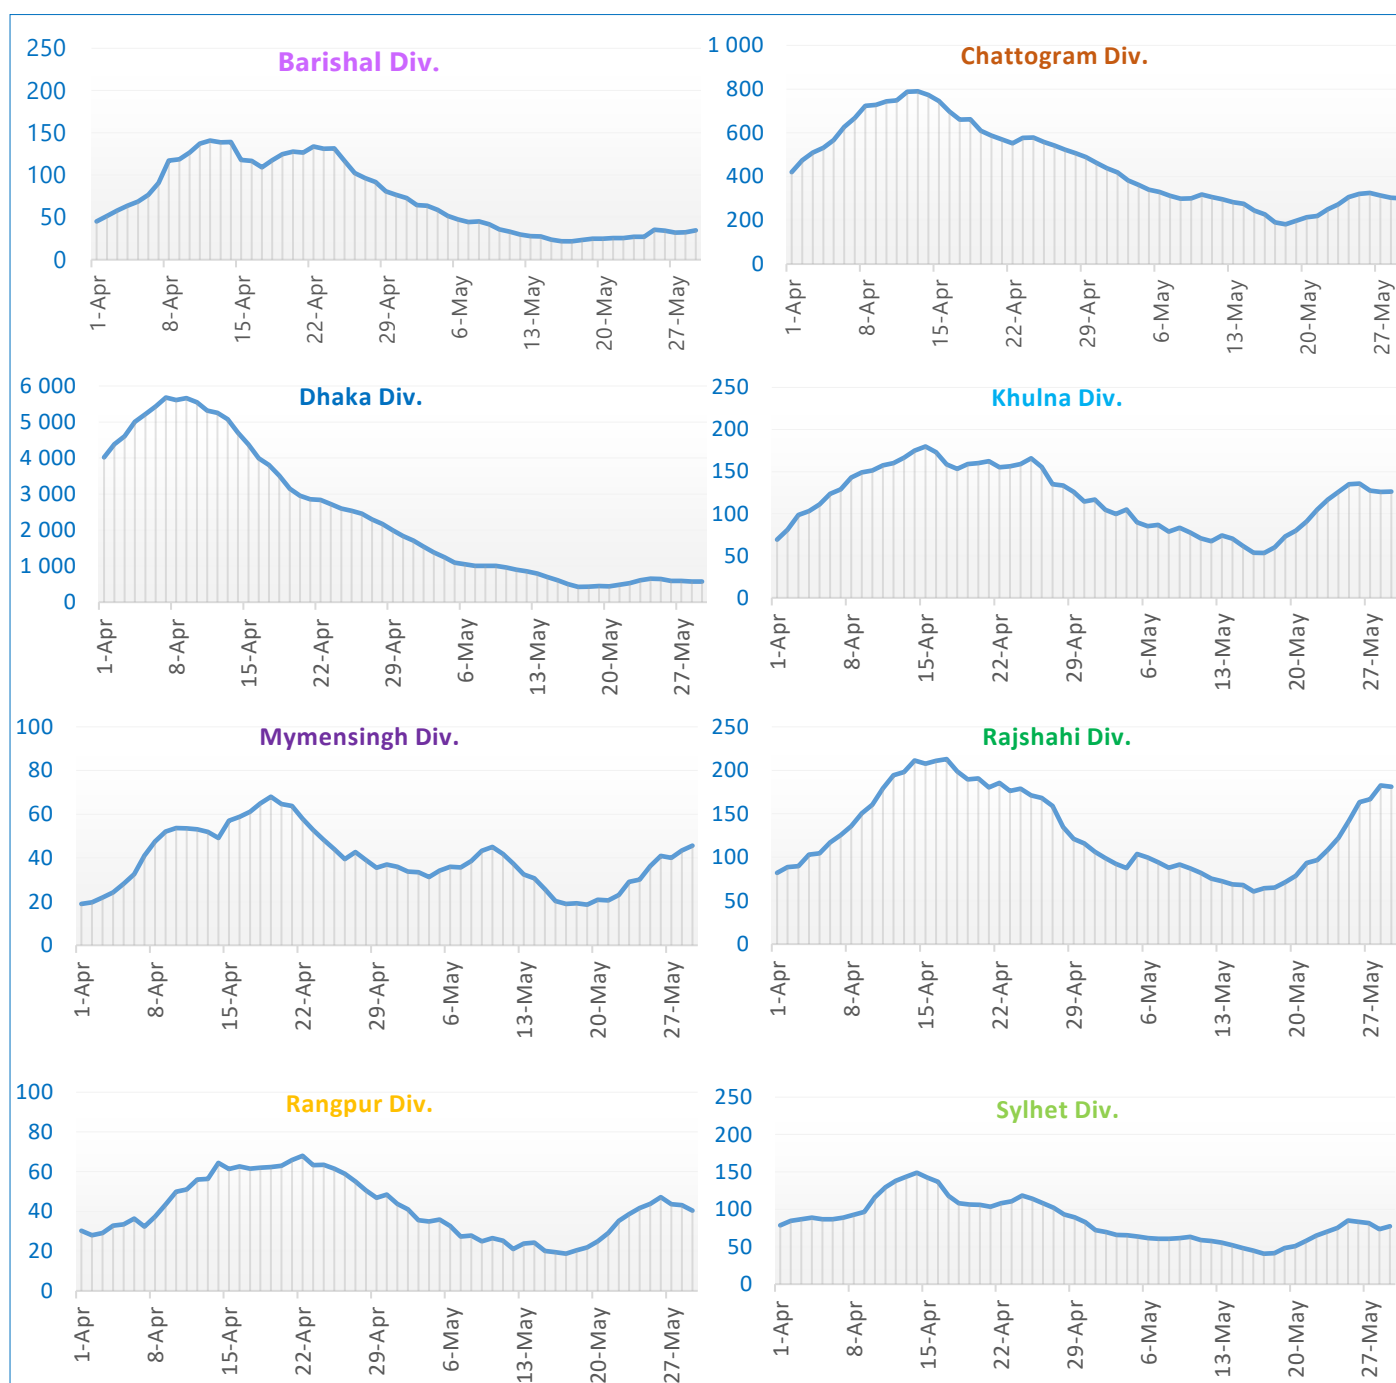 Barishal Div.
250
200
150
100
50
0
1-Apr
8-Apr
15-Apr
22-Apr
29-Apr
6-May
13-May
20-May
27-May
Chattogram Div.
1 000
800
600
400
200
0
1-Apr
8-Apr
15-Apr
22-Apr
29-Apr
6-May
13-May
20-May
27-May
Dhaka Div.
6 000
5 000
4 000
3 000
2 000
1 000
0
1-Apr
8-Apr
15-Apr
22-Apr
29-Apr
6-May
13-May
20-May
27-May
Khulna Div.
250
200
150
100
50
0
1-Apr
8-Apr
15-Apr
22-Apr
29-Apr
6-May
13-May
20-May
27-May
Mymensingh Div.
100
80
60
40
20
0
1-Apr
8-Apr
15-Apr
22-Apr
29-Apr
6-May
13-May
20-May
27-May
Rajshahi Div.
250
200
150
100
50
0
1-Apr
8-Apr
15-Apr
22-Apr
29-Apr
6-May
13-May
20-May
27-May
Rangpur Div.
100
80
60
40
20
0
1-Apr
8-Apr
15-Apr
22-Apr
29-Apr
6-May
13-May
20-May
27-May
Sylhet Div.
250
200
150
100
50
0
1-Apr
8-Apr
15-Apr
22-Apr
29-Apr
6-May
13-May
20-May
27-May